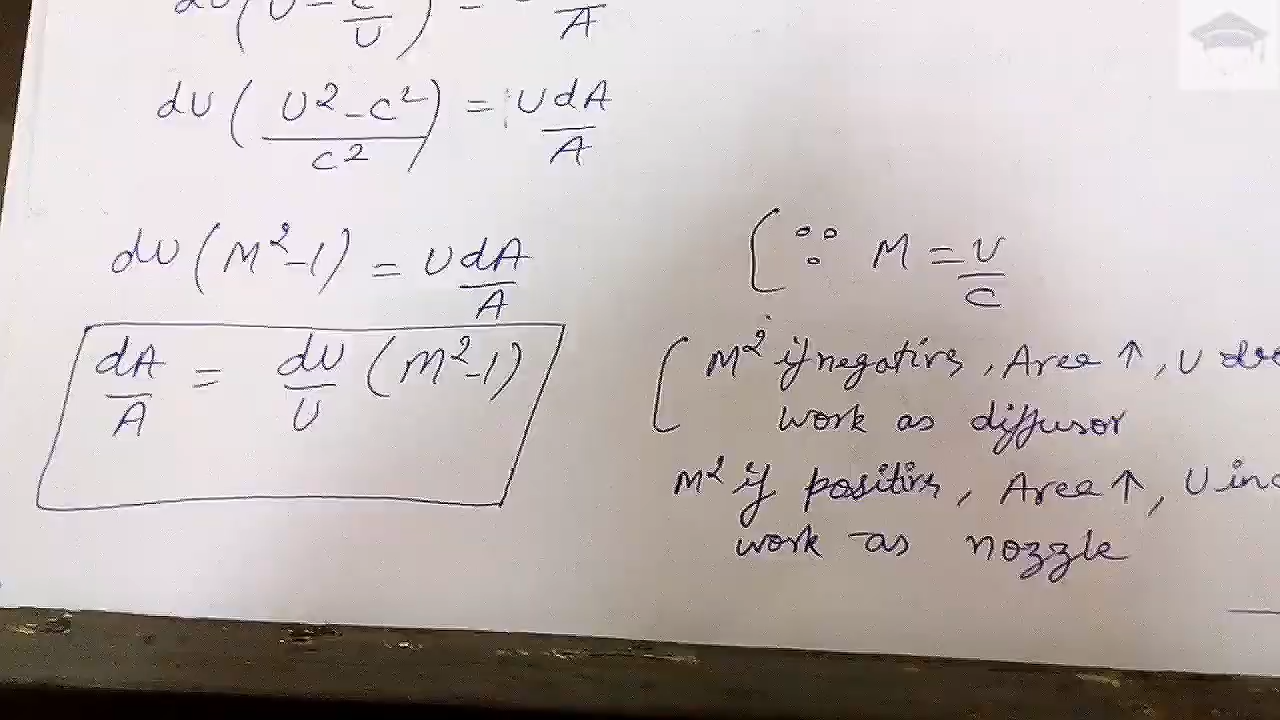 dU (U² - C² / C²) = U dA / A
dU (M² - 1) = U dA / A
[ ∵ M = U / C
dA / A = dU / U (M² - 1)
[ M² if negative, Area ↑, U
work as diffusor
M² if positive, Area ↑, U
work as nozzle